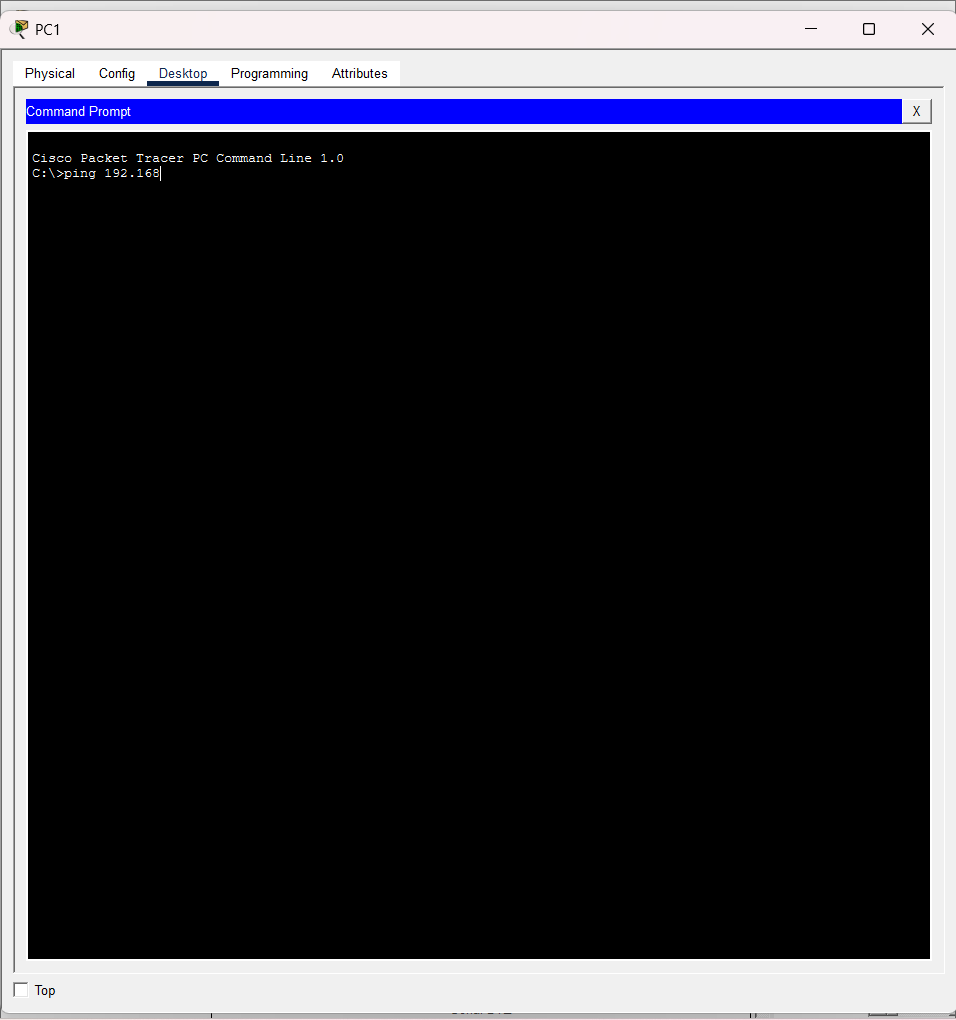 PC1
Physical Config Desktop Programming Attributes
Command Prompt X
Cisco Packet Tracer PC Command Line 1.0
C:\>ping 192.168
Top